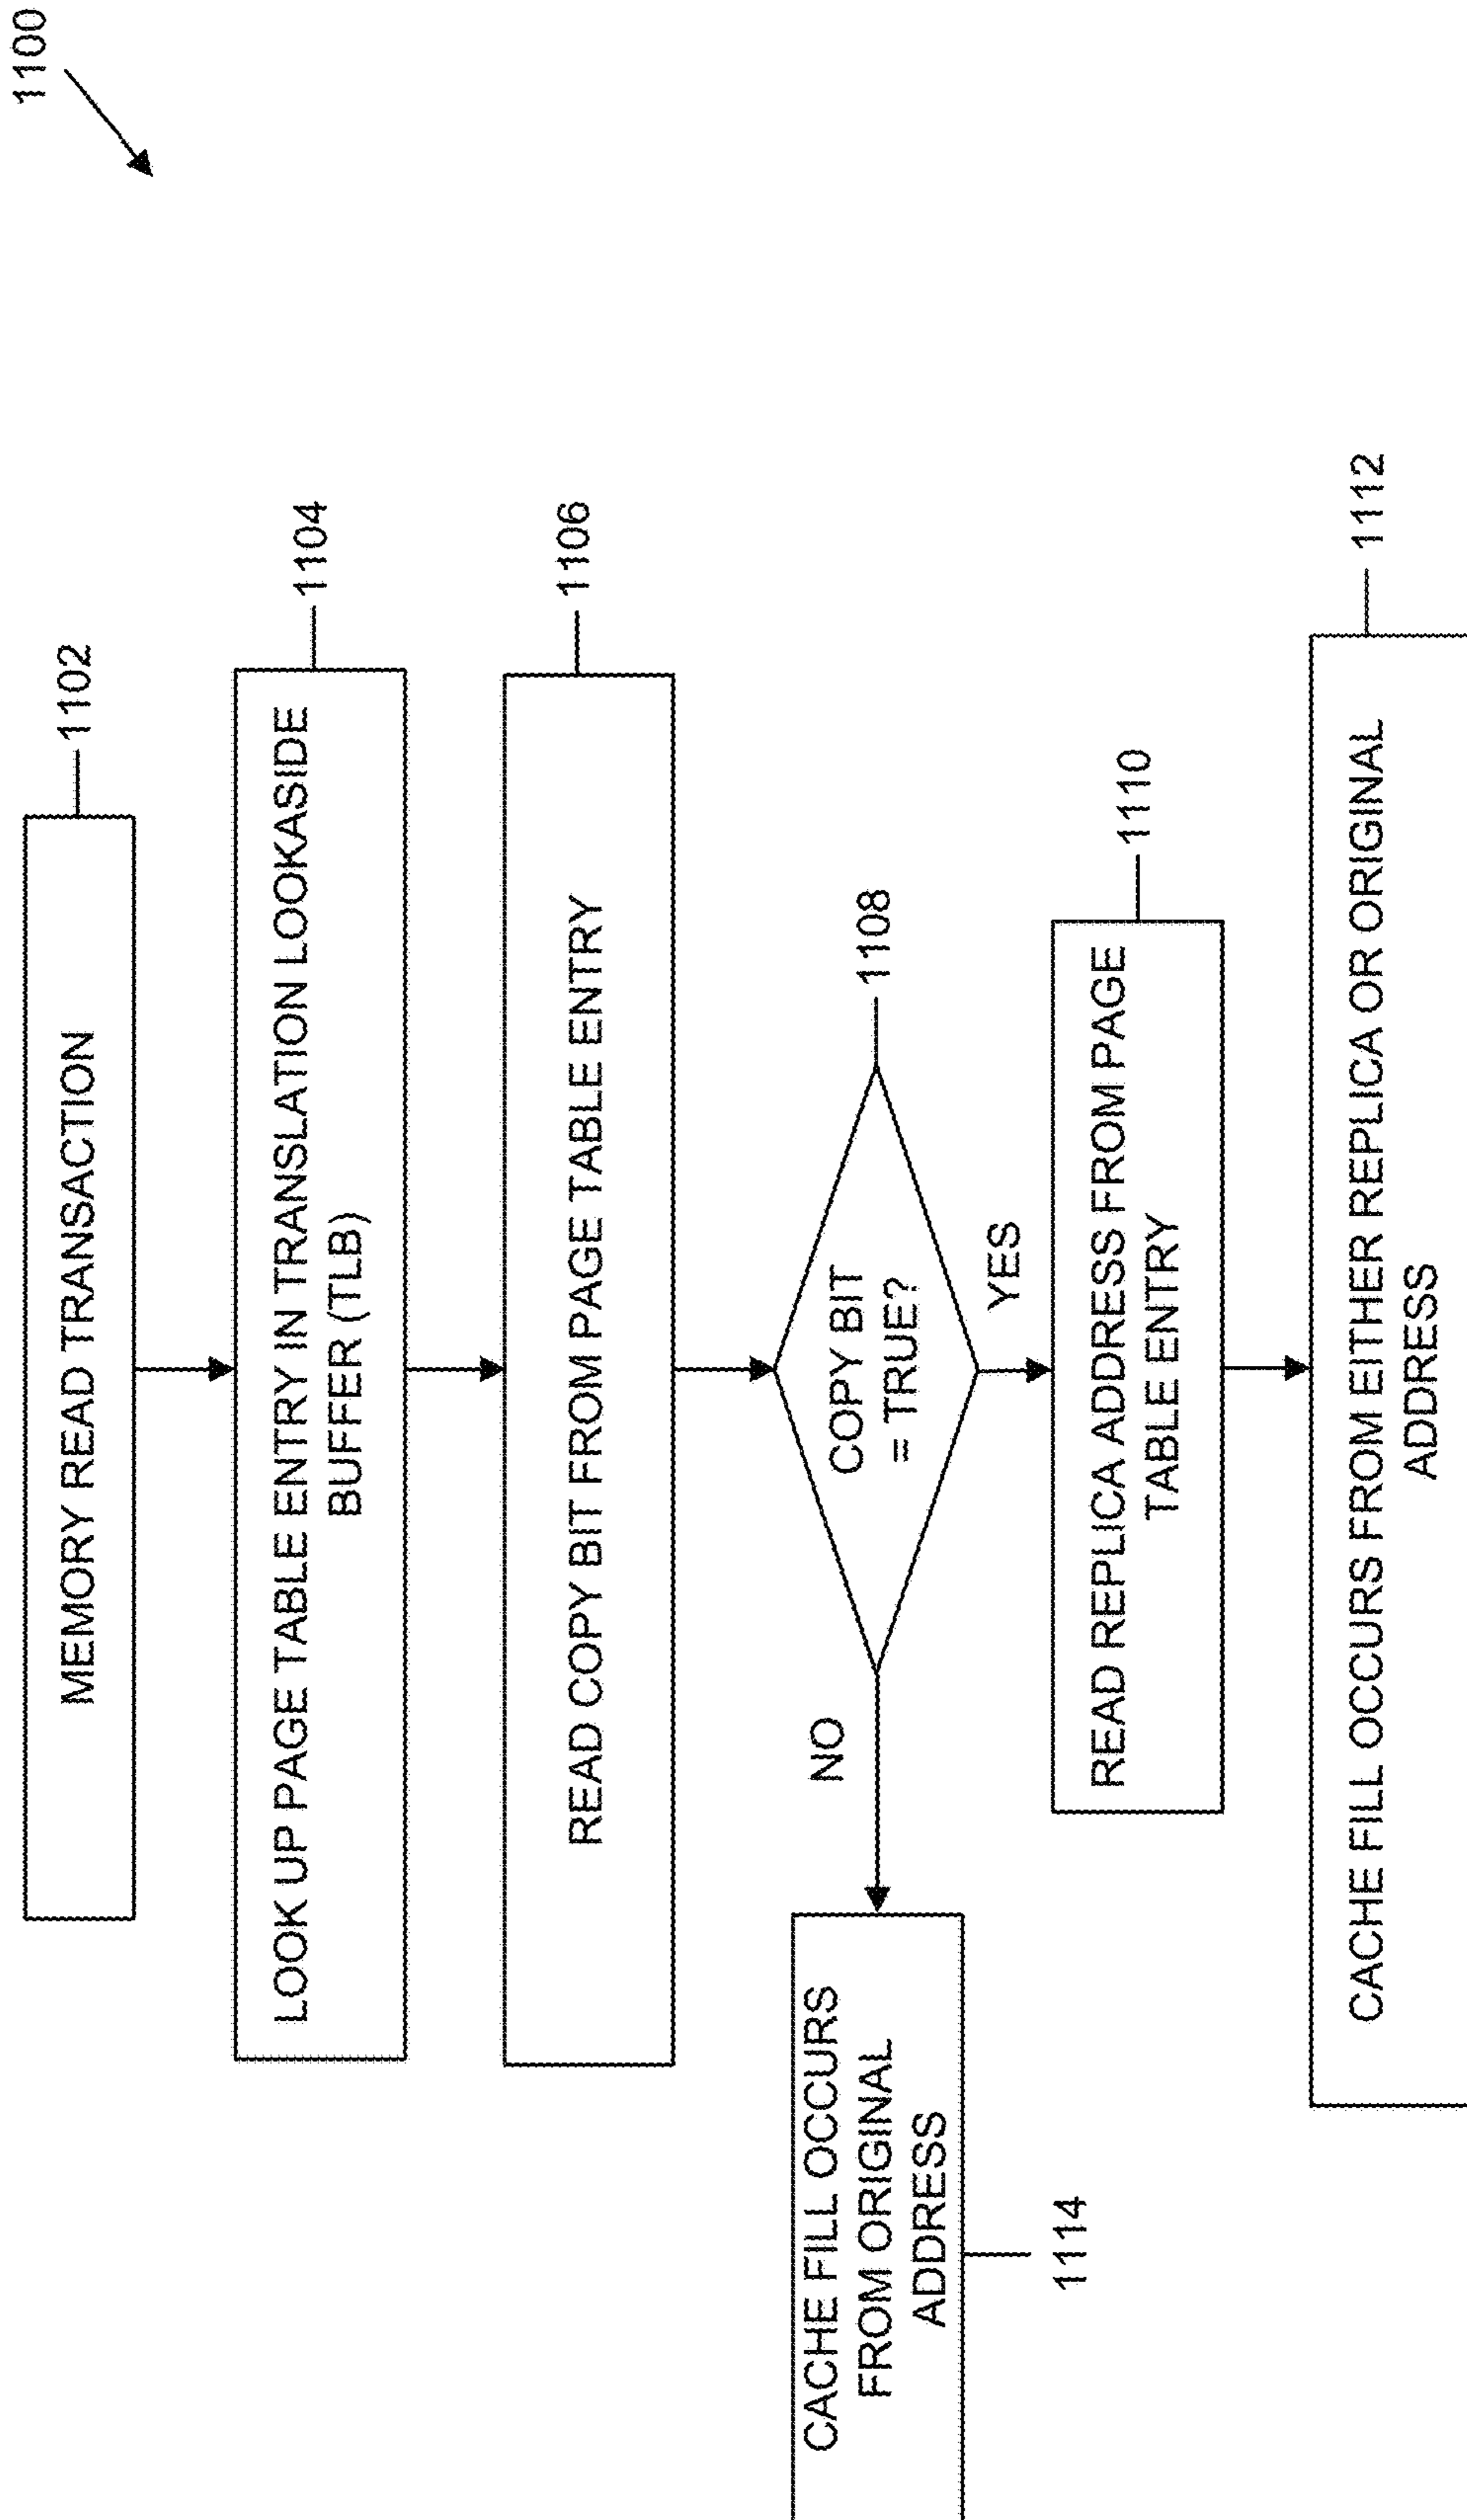 1100
MEMORY READ TRANSACTION
1102
LOOK UP PAGE TABLE ENTRY IN TRANSLATION LOOKASIDE
BUFFER (TLB)
1104
READ COPY BIT FROM PAGE TABLE ENTRY
1106
COPY BIT
= TRUE?
1108
NO
YES
CACHE FILL OCCURS
FROM ORIGINAL
ADDRESS
1114
READ REPLICA ADDRESS FROM PAGE
TABLE ENTRY
1110
CACHE FILL OCCURS FROM EITHER REPLICA OR ORIGINAL
ADDRESS
1112